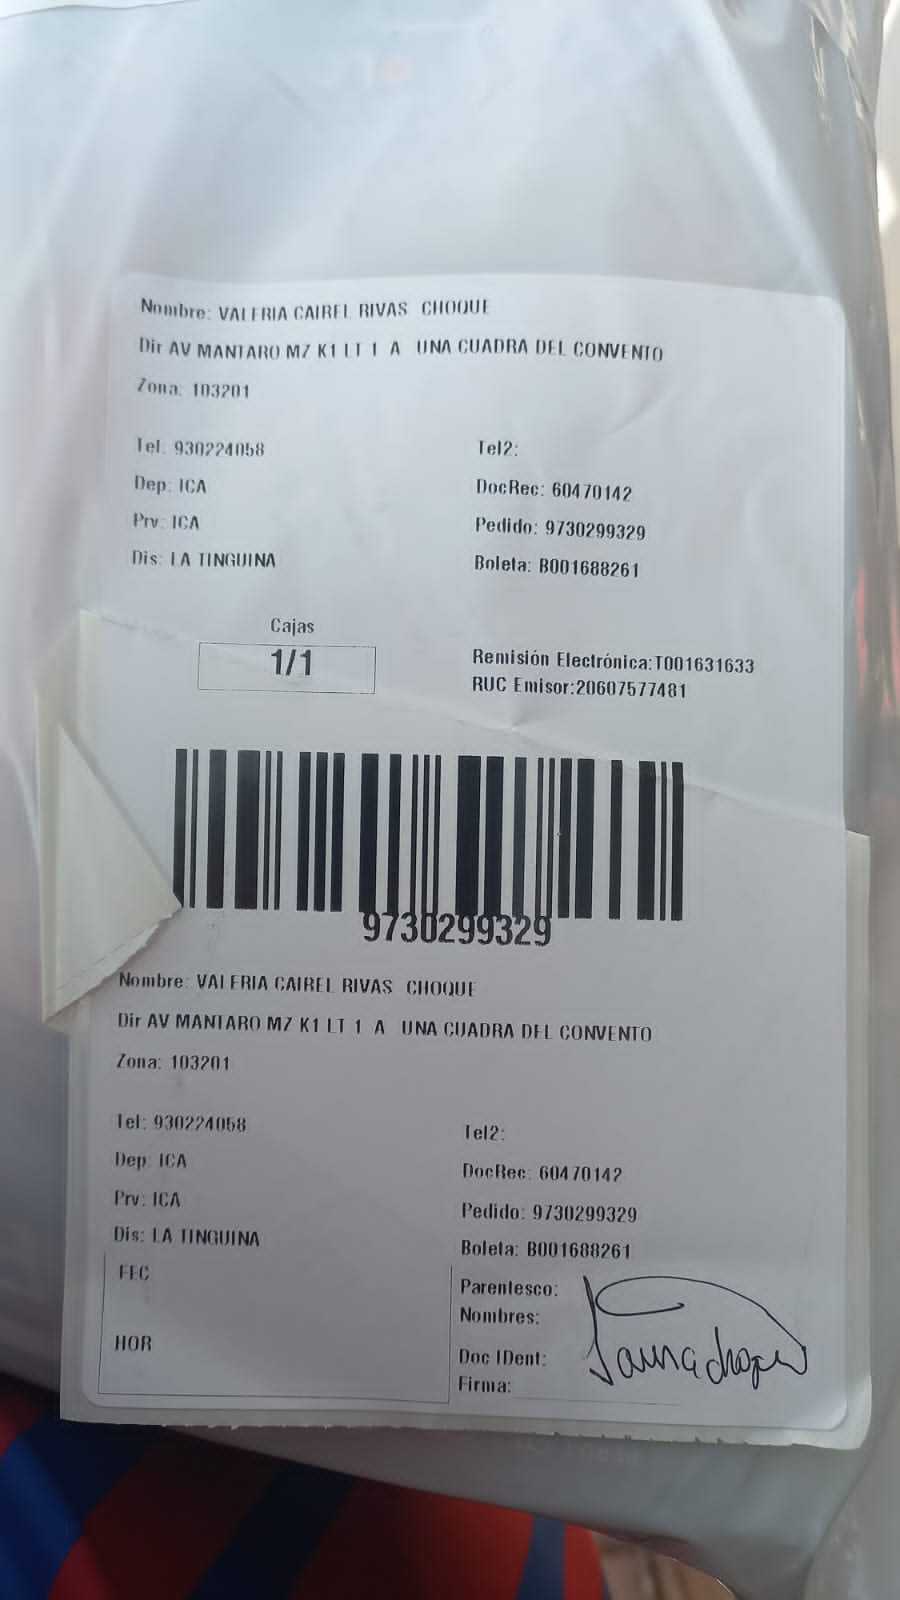 Nombre: VALERIA CAIREL RIVAS CHOQUE
Dir AV MANTARO MZ K1 LT 1 A UNA CUADRA DEL CONVENTO
Zona: 103201
Tel: 930224058
Tel2:
Dep: ICA
DocRec: 60470142
Prv: ICA
Pedido: 9730299329
Dis: LA TINGUINA
Boleta: B001688261
Cajas
1/1
Remisión Electrónica:T001631633
RUC Emisor:20607577481
9730299329
Nombre: VALERIA CAIREL RIVAS CHOQUE
Dir AV MANTARO MZ K1 LT 1 A UNA CUADRA DEL CONVENTO
Zona: 103201
Tel: 930224058
Tel2:
Dep: ICA
DocRec: 60470142
Prv: ICA
Pedido: 9730299329
Dis: LA TINGUINA
Boleta: B001688261
FEC
Parentesco:
Nombres:
HOR
Doc IDent:
Firma: